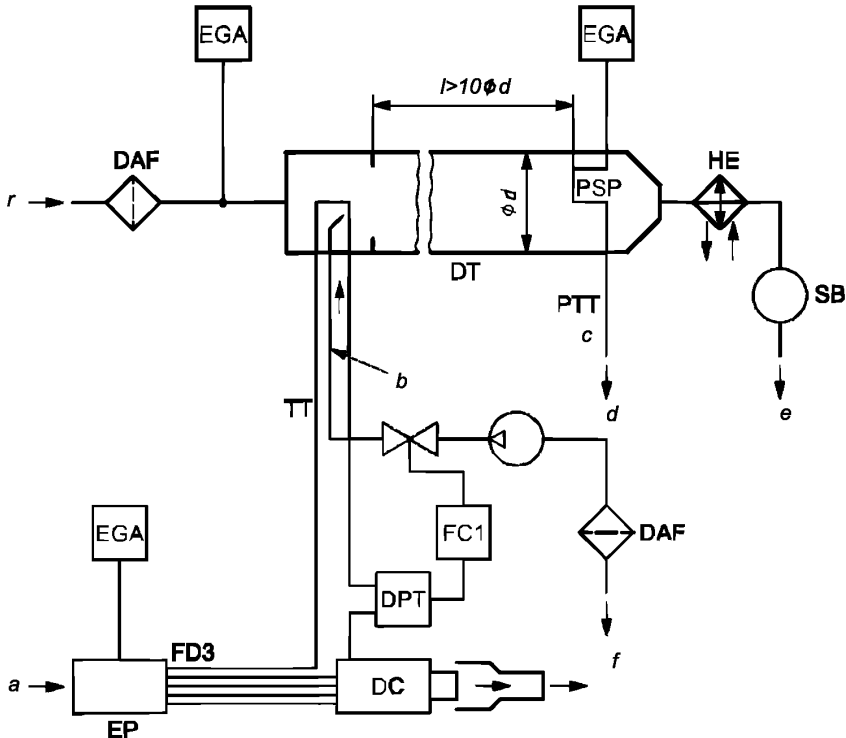 EGA
EGA
l>10ϕd
DAF
HE
r
PSP
ϕd
DT
SB
PTT
c
b
TT
d
e
EGA
FC1
DAF
DPT
FD3
f
a
DC
EP